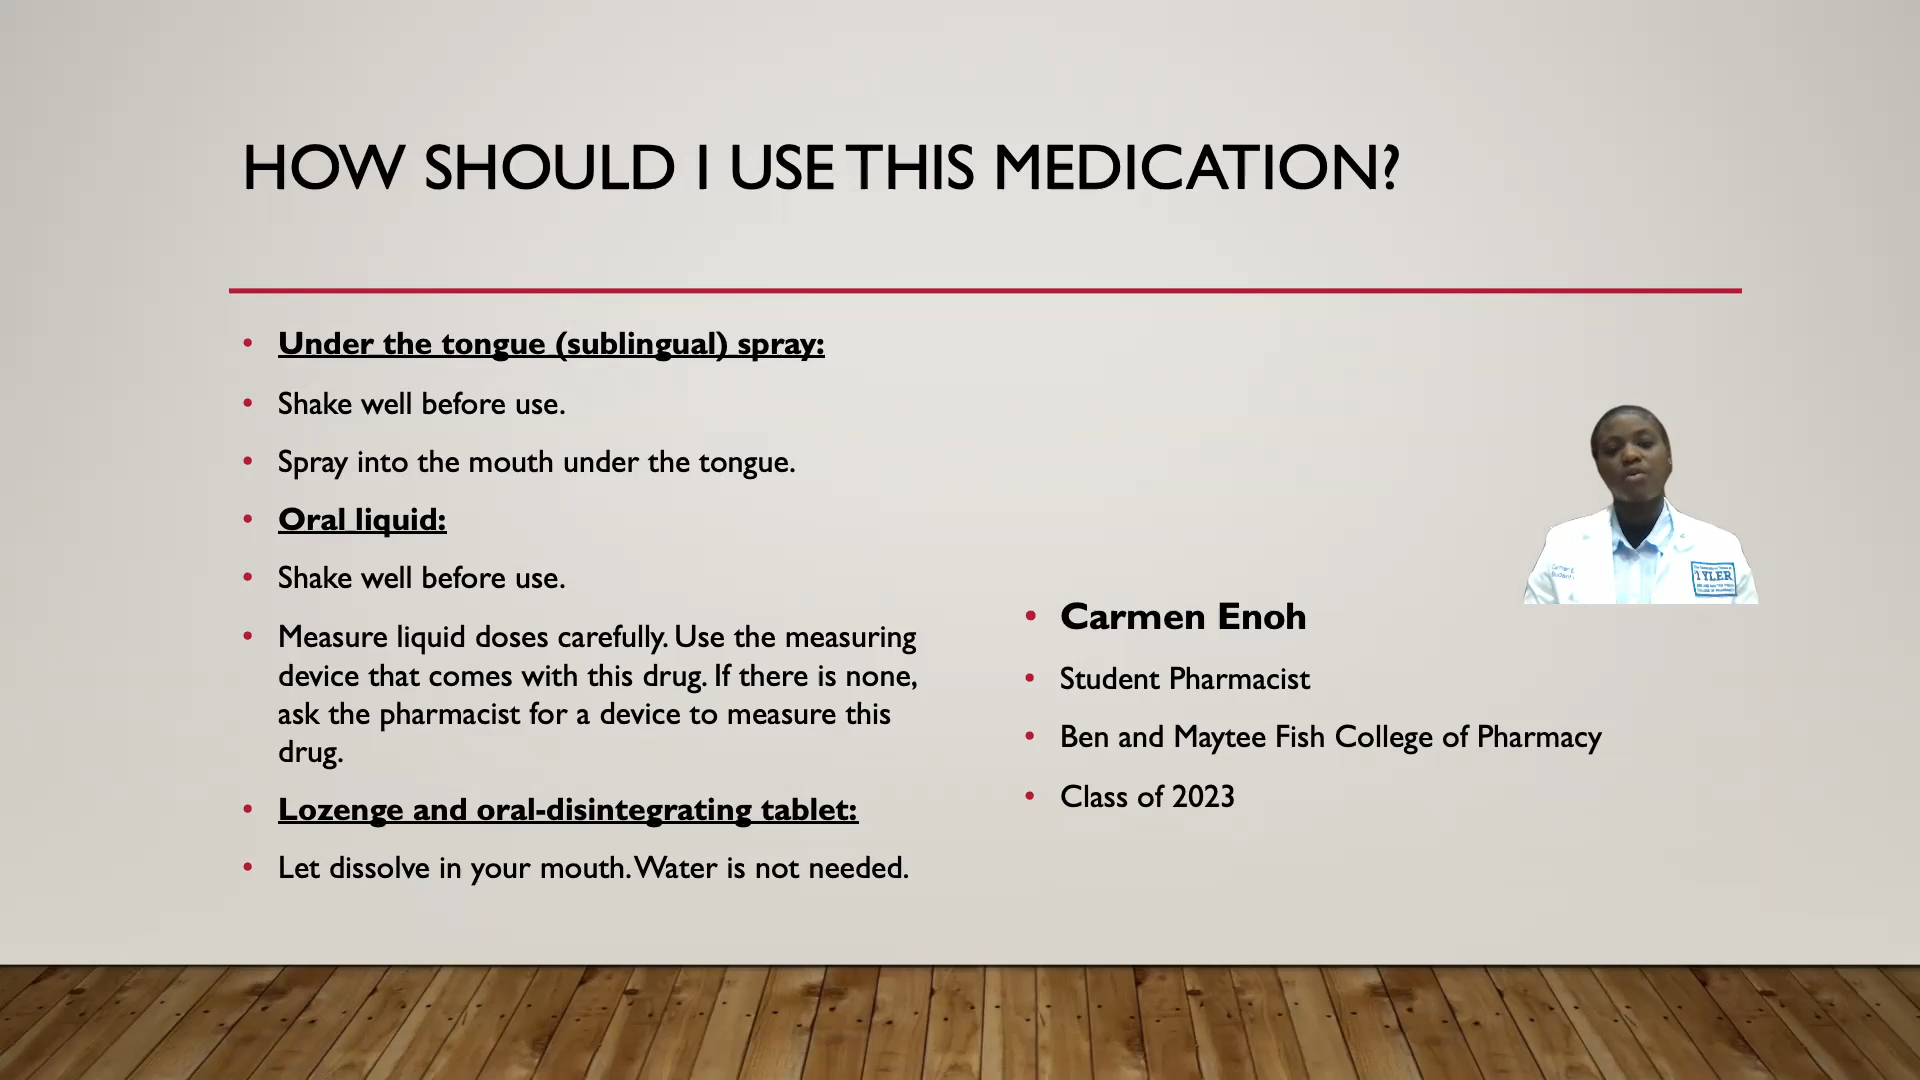 HOW SHOULD I USE THIS MEDICATION?
• Under the tongue (sublingual) spray:
• Shake well before use.
• Spray into the mouth under the tongue.
• Oral liquid:
• Shake well before use.
• Measure liquid doses carefully. Use the measuring
device that comes with this drug. If there is none,
ask the pharmacist for a device to measure this
drug.
• Lozenge and oral-disintegrating tablet:
• Let dissolve in your mouth. Water is not needed.
TYLER
• Carmen Enoh
• Student Pharmacist
• Ben and Maytee Fish College of Pharmacy
• Class of 2023